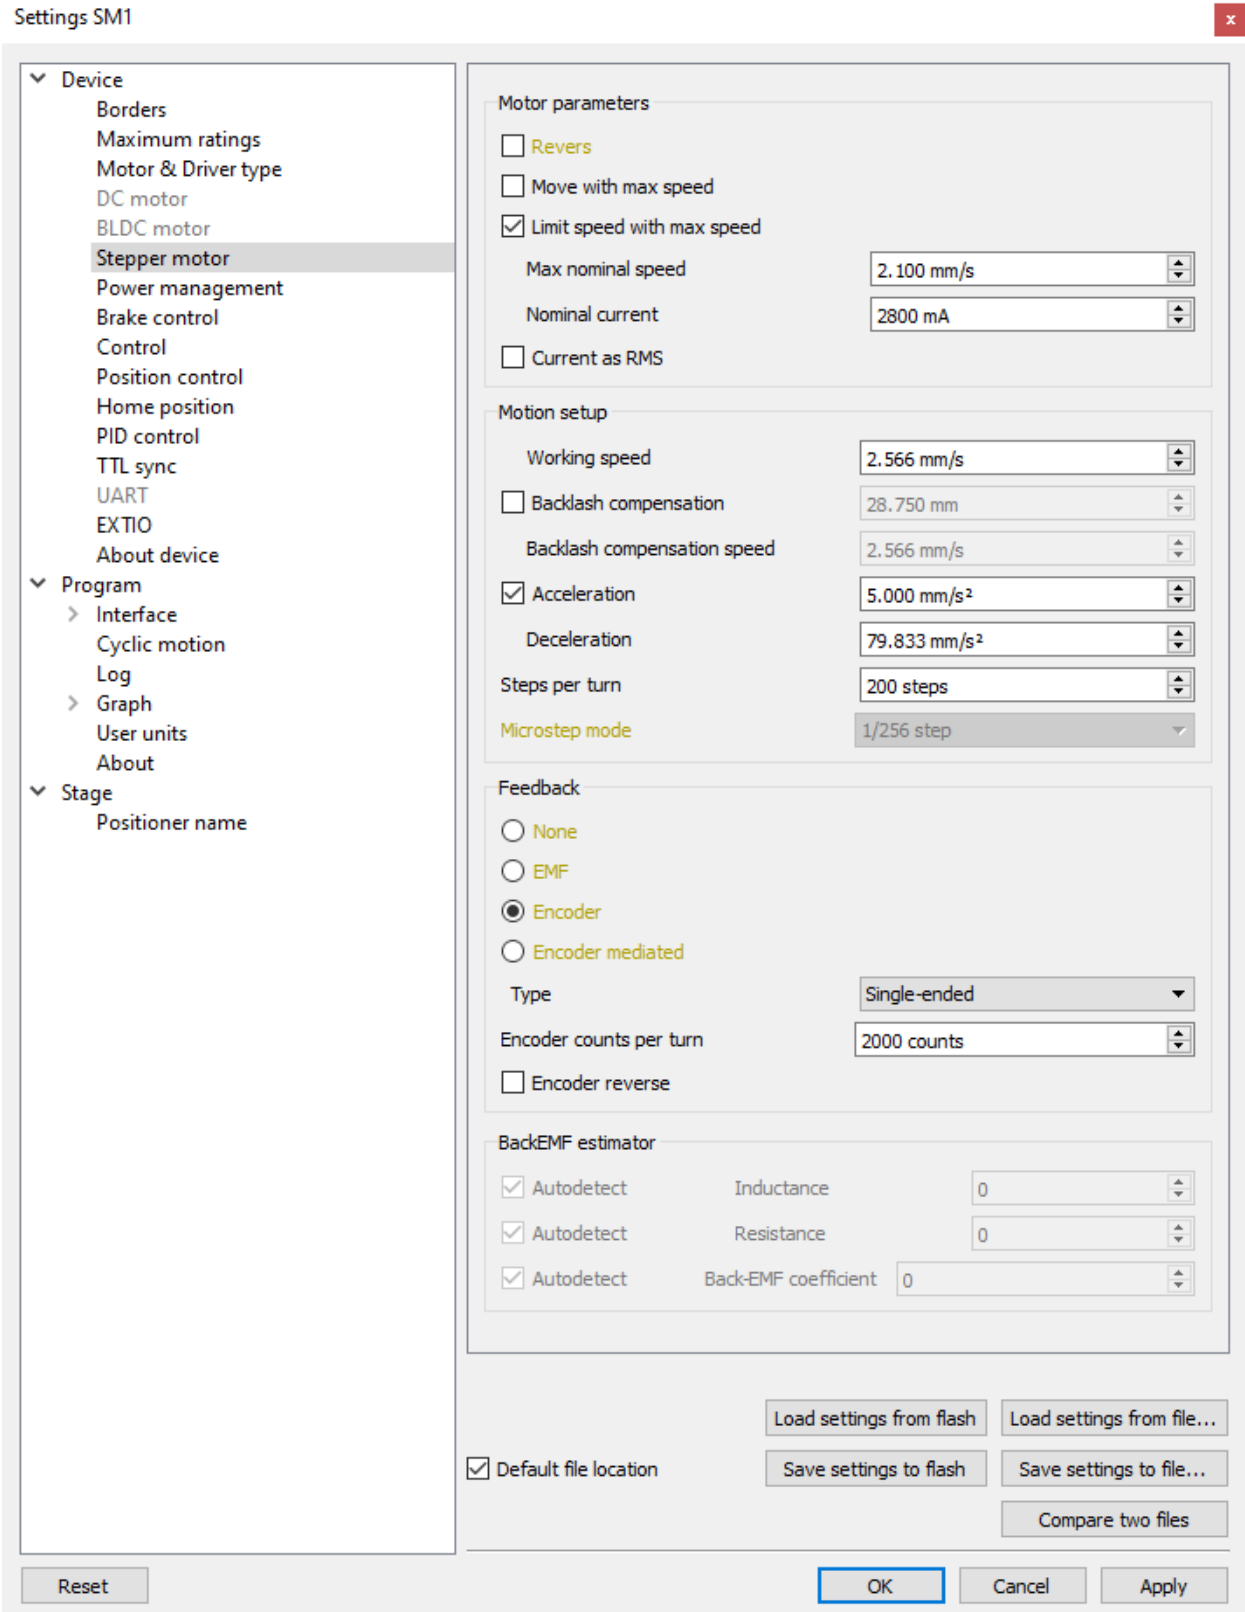 Settings SM1
x
Device
Borders
Maximum ratings
Motor & Driver type
DC motor
BLDC motor
Stepper motor
Power management
Brake control
Control
Position control
Home position
PID control
TTL sync
UART
EXTIO
About device
Program
Interface
Cyclic motion
Log
Graph
User units
About
Stage
Positioner name
Motor parameters
Revers
Move with max speed
Limit speed with max speed
Max nominal speed 2.100 mm/s
Nominal current 2800 mA
Current as RMS
Motion setup
Working speed 2.566 mm/s
Backlash compensation 28.750 mm
Backlash compensation speed 2.566 mm/s
Acceleration 5.000 mm/s²
Deceleration 79.833 mm/s²
Steps per turn 200 steps
Microstep mode 1/256 step
Feedback
None
EMF
Encoder
Encoder mediated
Type Single-ended
Encoder counts per turn 2000 counts
Encoder reverse
BackEMF estimator
Autodetect Inductance 0
Autodetect Resistance 0
Autodetect Back-EMF coefficient 0
Load settings from flash Load settings from file...
Default file location Save settings to flash Save settings to file...
Compare two files
Reset OK Cancel Apply